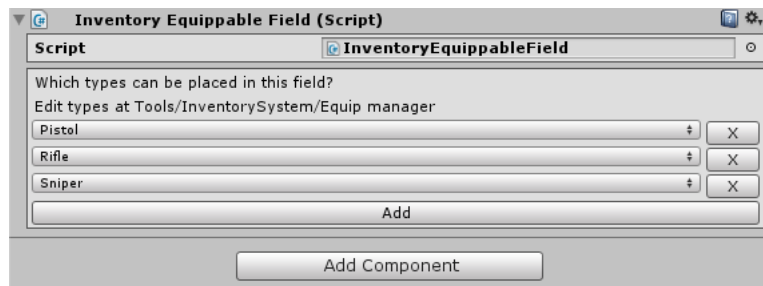 Inventory Equippable Field (Script)
Script InventoryEquippableField
Which types can be placed in this field?
Edit types at Tools/InventorySystem/Equip manager
Pistol X
Rifle X
Sniper X
Add
Add Component